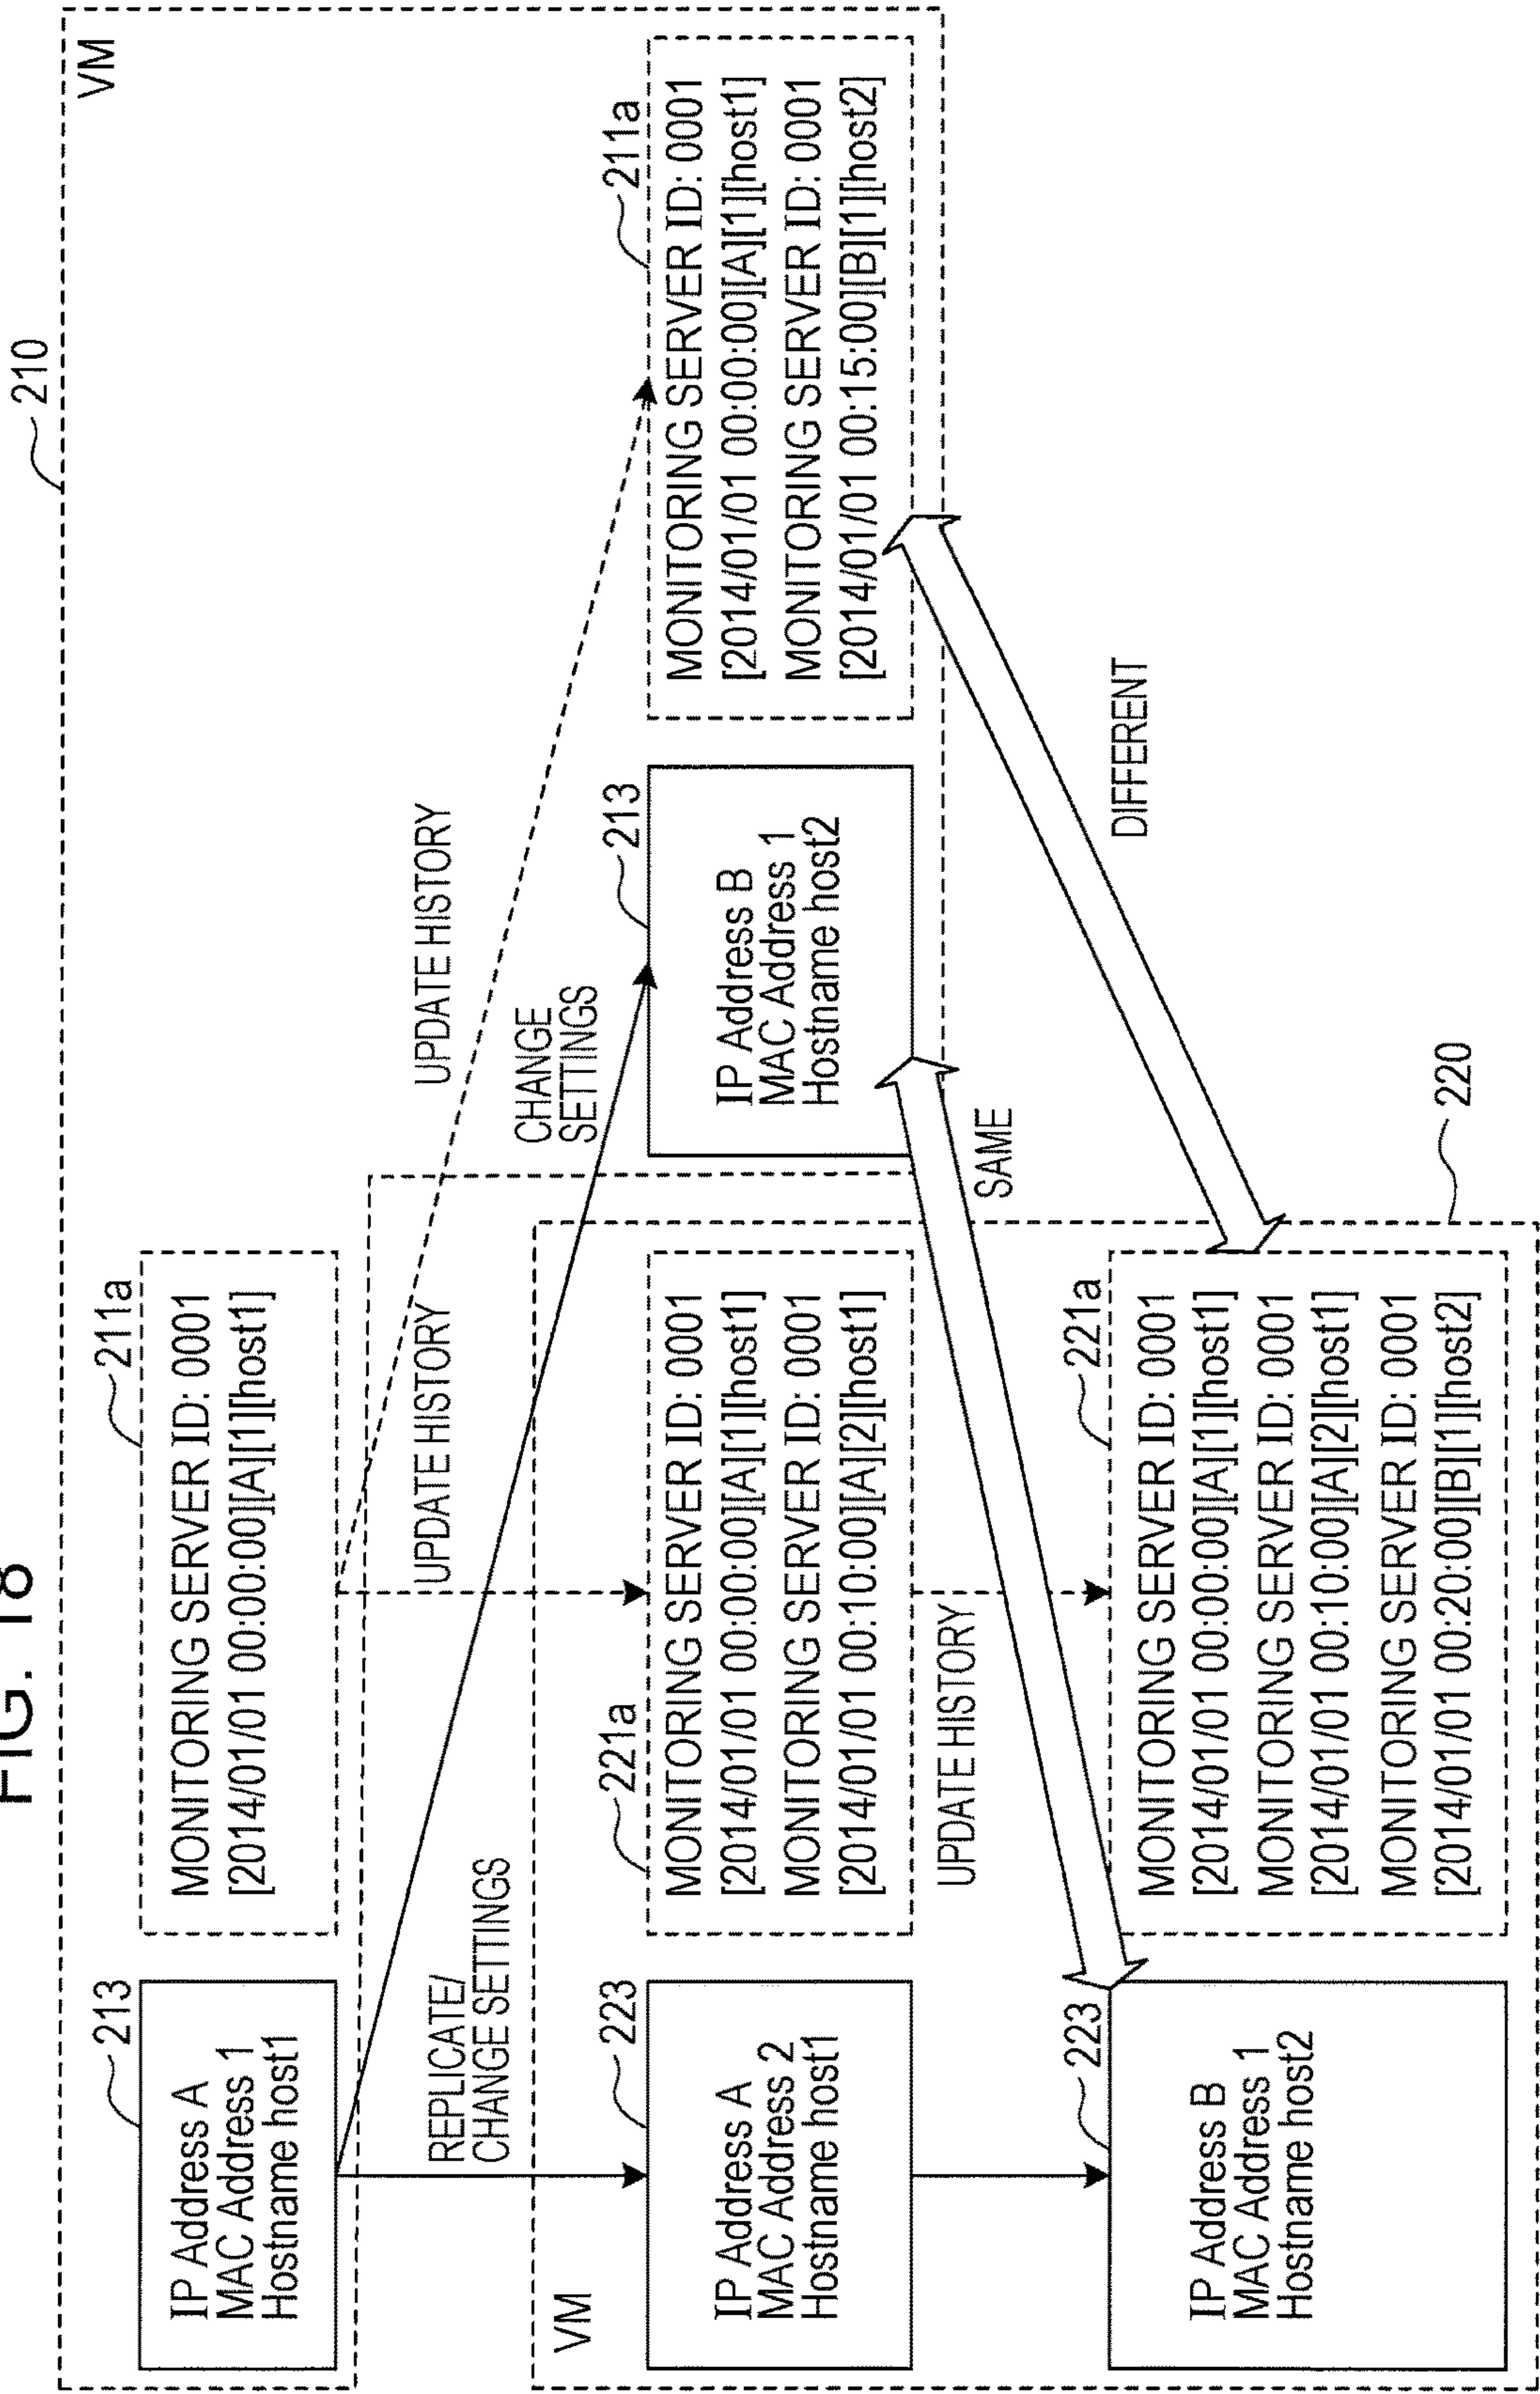 FIG. 18
210
VM
213
IP Address A
MAC Address 1
Hostname host1
211a
MONITORING SERVER ID: 0001
[2014/01/01 00:00:00][A][1][host1]
REPLICATE/
CHANGE SETTINGS
UPDATE HISTORY
UPDATE HISTORY
CHANGE
SETTINGS
VM
223
IP Address A
MAC Address 2
Hostname host1
221a
MONITORING SERVER ID: 0001
[2014/01/01 00:00:00][A][1][host1]
MONITORING SERVER ID: 0001
[2014/01/01 00:10:00][A][2][host1]
213
IP Address B
MAC Address 1
Hostname host2
211a
MONITORING SERVER ID: 0001
[2014/01/01 00:00:00][A][1][host1]
MONITORING SERVER ID: 0001
[2014/01/01 00:15:00][B][1][host2]
UPDATE HISTORY
SAME
DIFFERENT
223
IP Address B
MAC Address 1
Hostname host2
221a
MONITORING SERVER ID: 0001
[2014/01/01 00:00:00][A][1][host1]
MONITORING SERVER ID: 0001
[2014/01/01 00:10:00][A][2][host1]
MONITORING SERVER ID: 0001
[2014/01/01 00:20:00][B][1][host2]
220